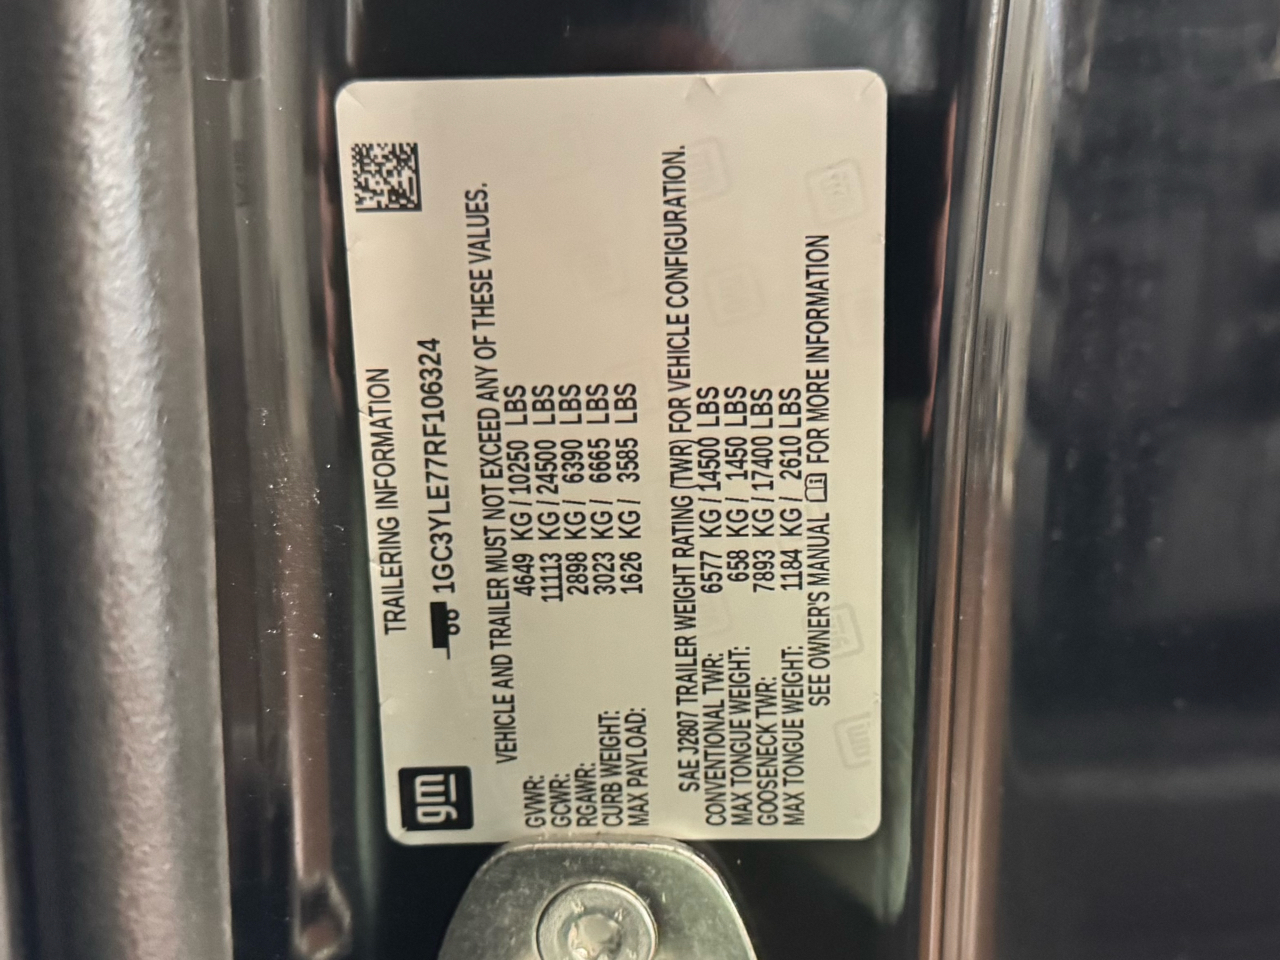 gm
TRAILERING INFORMATION
1GC3YLE77RF106324
VEHICLE AND TRAILER MUST NOT EXCEED ANY OF THESE VALUES.
GVWR: 4649 KG / 10250 LBS
GCWR: 11113 KG / 24500 LBS
RGAWR: 2898 KG / 6390 LBS
CURB WEIGHT: 3023 KG / 6665 LBS
MAX PAYLOAD: 1626 KG / 3585 LBS
SAE J2807 TRAILER WEIGHT RATING (TWR) FOR VEHICLE CONFIGURATION.
CONVENTIONAL TWR: 6577 KG / 14500 LBS
MAX TONGUE WEIGHT: 658 KG / 1450 LBS
GOOSENECK TWR: 7893 KG / 17400 LBS
MAX TONGUE WEIGHT: 1184 KG / 2610 LBS
SEE OWNER'S MANUAL FOR MORE INFORMATION